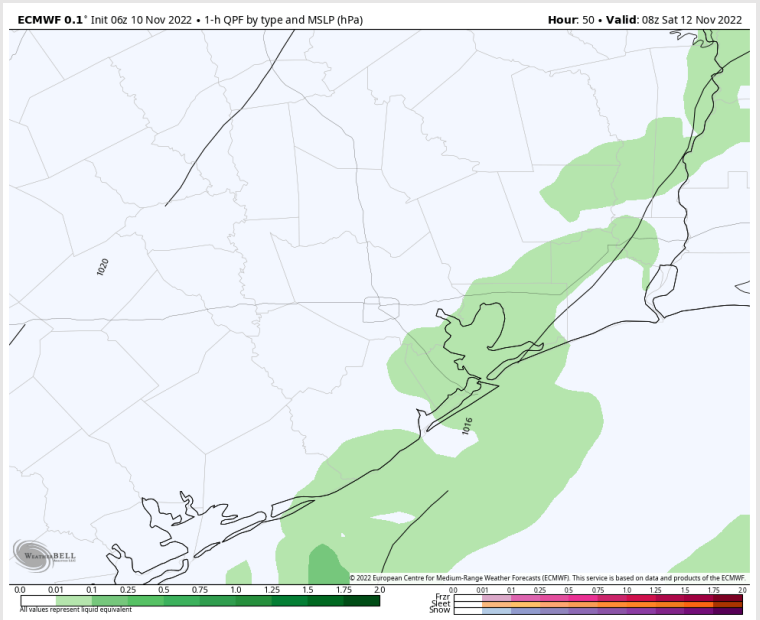 ECMWF 0.1° Init 06z 10 Nov 2022 • 1-h QPF by type and MSLP (hPa) Hour: 50 • Valid: 08z Sat 12 Nov 2022
1020
1016
WeatherBELL
© 2022 European Centre for Medium-Range Weather Forecasts (ECMWF). This service is based on data and products of the ECMWF.
0.0 0.01 0.1 0.25 0.5 0.75 1.0 1.25 1.5 1.75 2.0
All values represent liquid equivalent
0.0 0.01 0.1 0.25 0.5 0.75 1.0 1.25 1.5 1.75 2.0
Frzr
Sleet
Snow